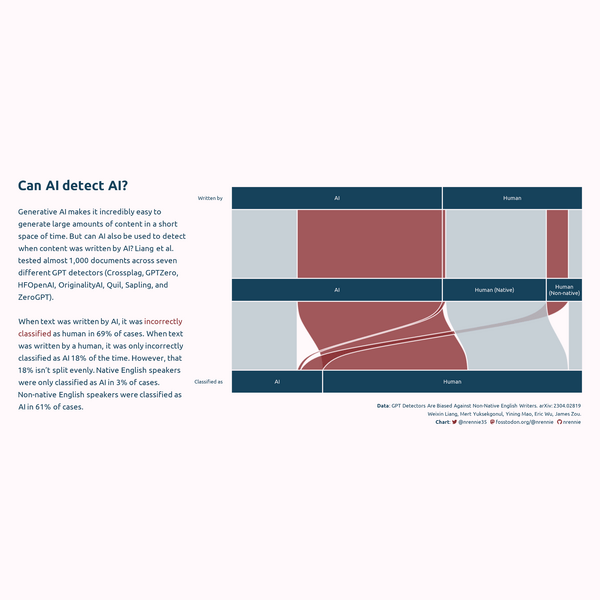 Can AI detect AI?
Generative AI makes it incredibly easy to
generate large amounts of content in a short
space of time. But can AI also be used to detect
when content was written by AI? Liang et al.
tested almost 1,000 documents across seven
different GPT detectors (Crossplag, GPTZero,
HFOpenAI, OriginalityAI, Quil, Sapling, and
ZeroGPT).
When text was written by AI, it was incorrectly
classified as human in 69% of cases. When text
was written by a human, it was only incorrectly
classified as AI 18% of the time. However, that
18% isn't split evenly. Native English speakers
were only classified as AI in 3% of cases.
Non-native English speakers were classified as
AI in 61% of cases.
Written by
AI
Human
AI
Human (Native)
Human
(Non-native)
Classified as
AI
Human
Data: GPT Detectors Are Biased Against Non-Native English Writers. arXiv: 2304.02819
Weixin Liang, Mert Yuksekgonul, Yining Mao, Eric Wu, James Zou.
Chart: @nrennie35 fosstodon.org/@nrennie nrennie